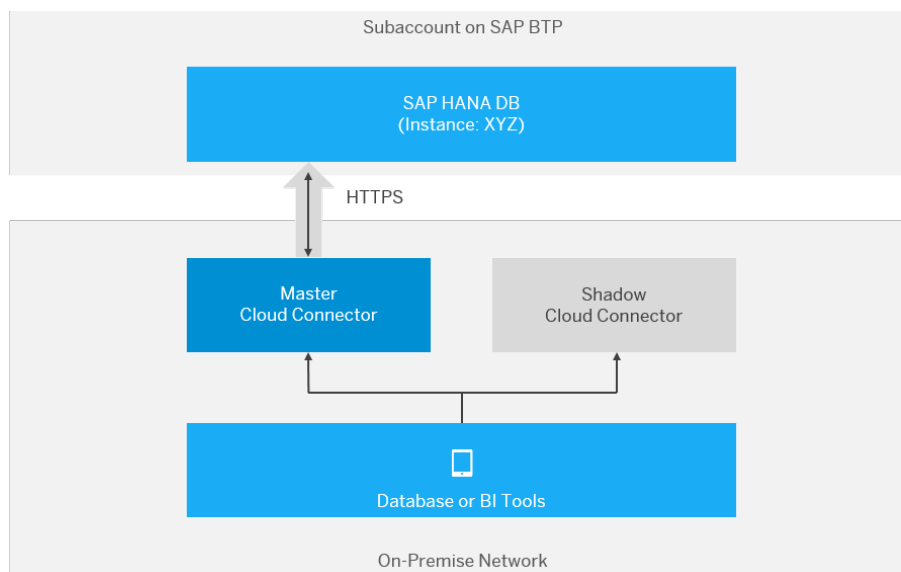 Subaccount on SAP BTP
SAP HANA DB
(Instance: XYZ)
HTTPS
Master
Cloud Connector
Shadow
Cloud Connector
Database or BI Tools
On-Premise Network